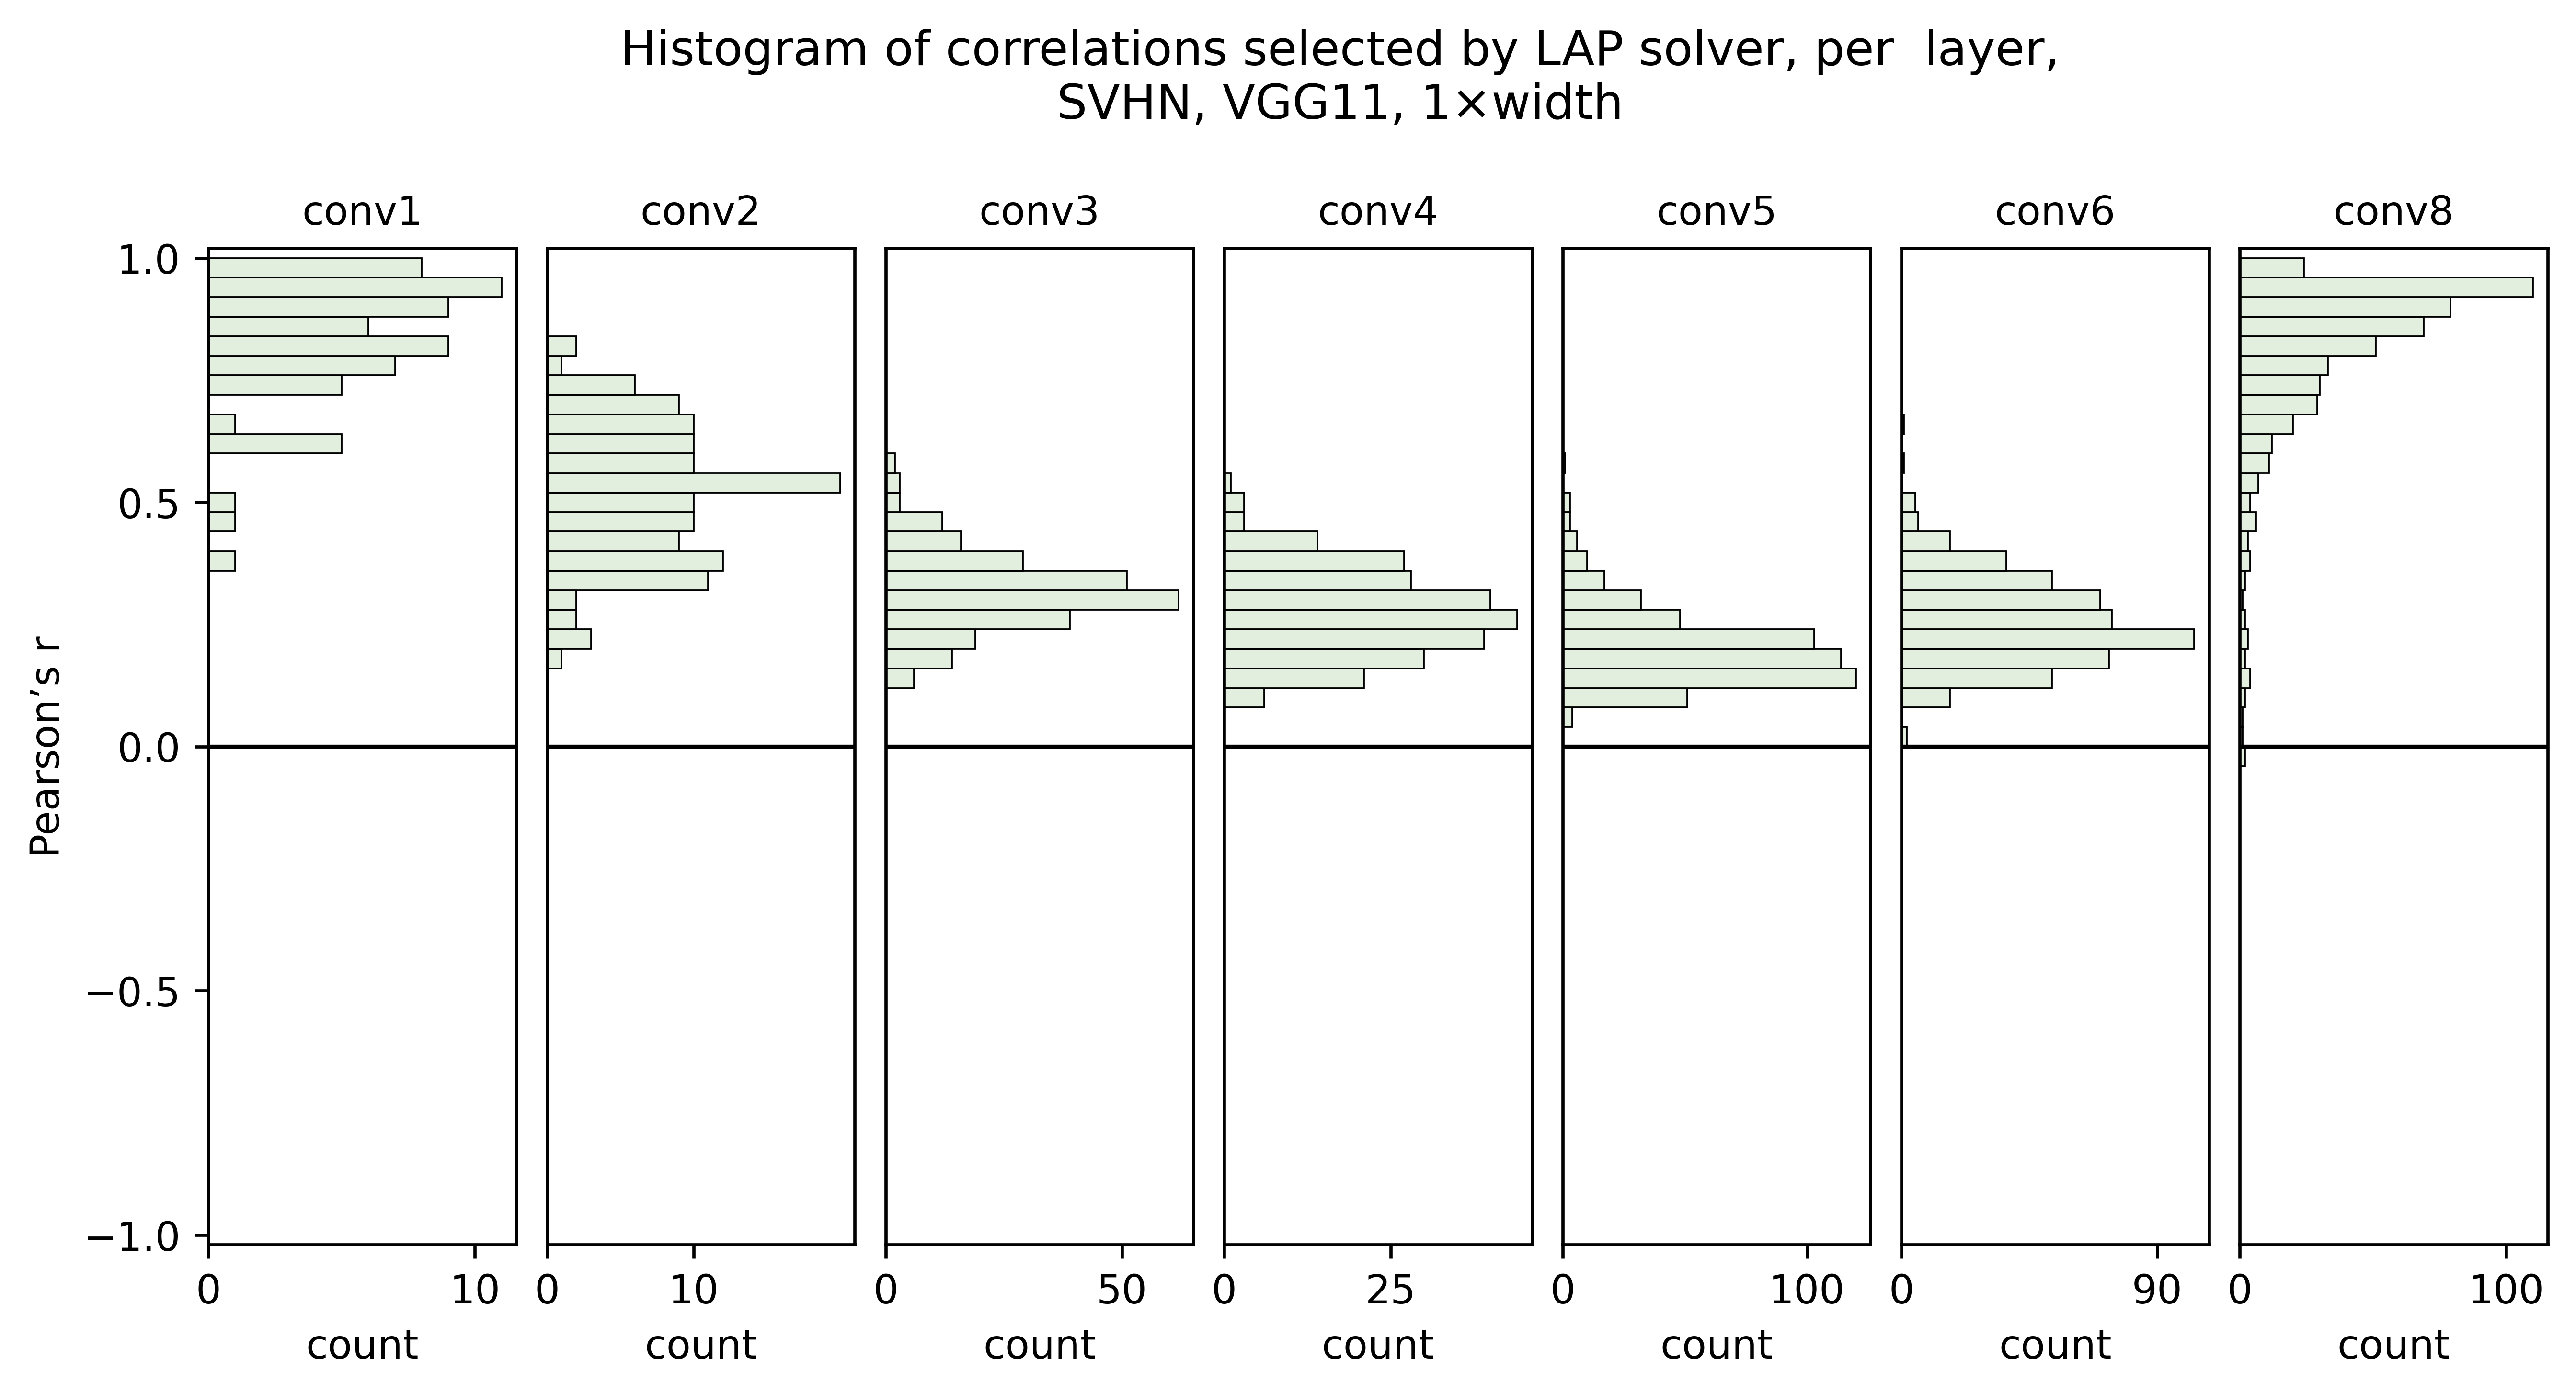 Histogram of correlations selected by LAP solver, per  layer,
SVHN, VGG11, 1×width
conv1 conv2 conv3 conv4 conv5 conv6 conv8
1.0
0.5
0.0
−0.5
−1.0
Pearson’s r
0 10 0 10 0 50 0 25 0 100 0 90 0 100
count count count count count count count